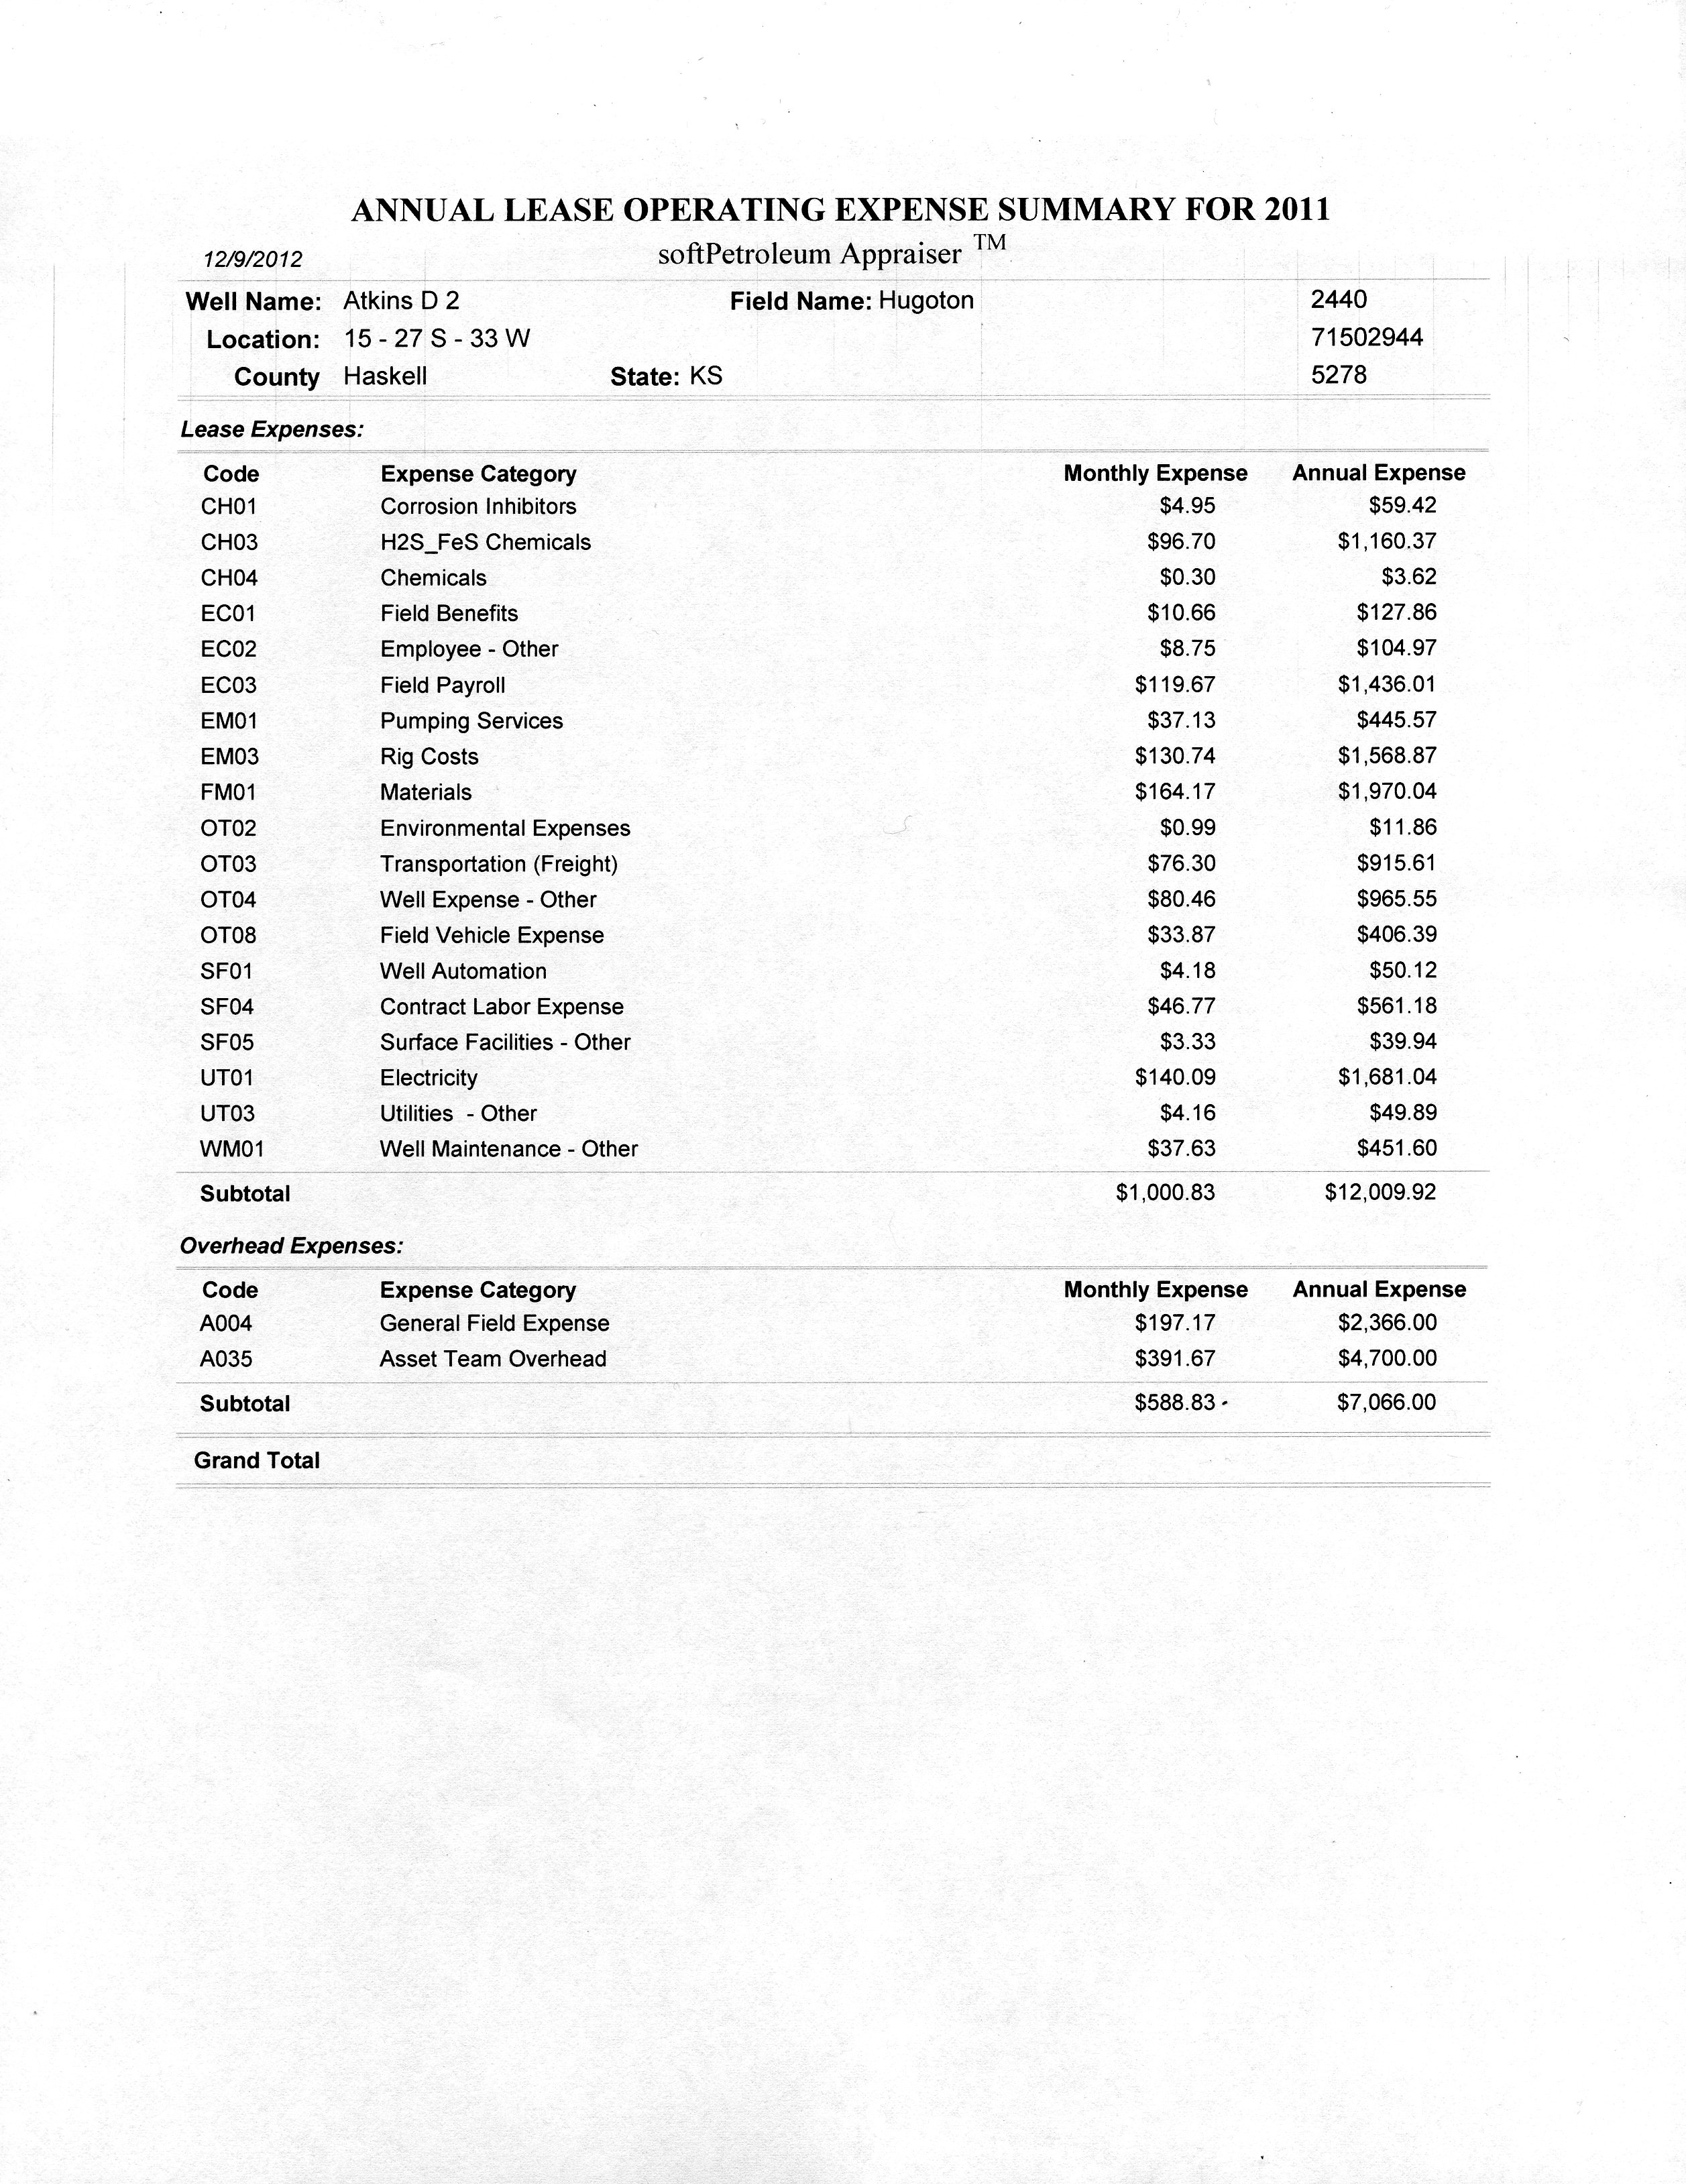 ANNUAL LEASE OPERATING EXPENSE SUMMARY FOR 2011
12/9/2012 softPetroleum Appraiser TM
Well Name: Atkins D 2 Field Name: Hugoton 2440
Location: 15 - 27 S - 33 W 71502944
County Haskell State: KS 5278
Lease Expenses:
Code Expense Category Monthly Expense Annual Expense
CH01 Corrosion Inhibitors $4.95 $59.42
CH03 H2S_FeS Chemicals $96.70 $1,160.37
CH04 Chemicals $0.30 $3.62
EC01 Field Benefits $10.66 $127.86
EC02 Employee - Other $8.75 $104.97
EC03 Field Payroll $119.67 $1,436.01
EM01 Pumping Services $37.13 $445.57
EM03 Rig Costs $130.74 $1,568.87
FM01 Materials $164.17 $1,970.04
OT02 Environmental Expenses $0.99 $11.86
OT03 Transportation (Freight) $76.30 $915.61
OT04 Well Expense - Other $80.46 $965.55
OT08 Field Vehicle Expense $33.87 $406.39
SF01 Well Automation $4.18 $50.12
SF04 Contract Labor Expense $46.77 $561.18
SF05 Surface Facilities - Other $3.33 $39.94
UT01 Electricity $140.09 $1,681.04
UT03 Utilities - Other $4.16 $49.89
WM01 Well Maintenance - Other $37.63 $451.60
Subtotal $1,000.83 $12,009.92
Overhead Expenses:
Code Expense Category Monthly Expense Annual Expense
A004 General Field Expense $197.17 $2,366.00
A035 Asset Team Overhead $391.67 $4,700.00
Subtotal $588.83 $7,066.00
Grand Total